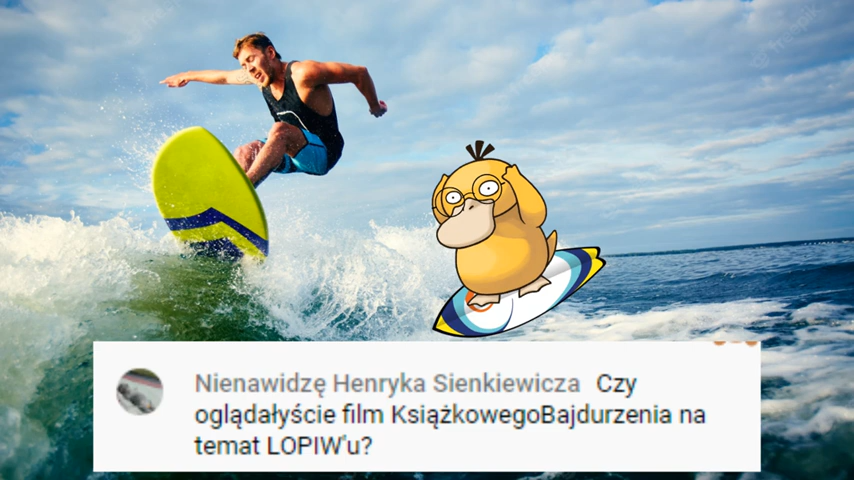 Nienawidzę Henryka Sienkiewicza Czy
oglądałyście film KsiążkowegoBajdurzenia na
temat LOPIW'u?